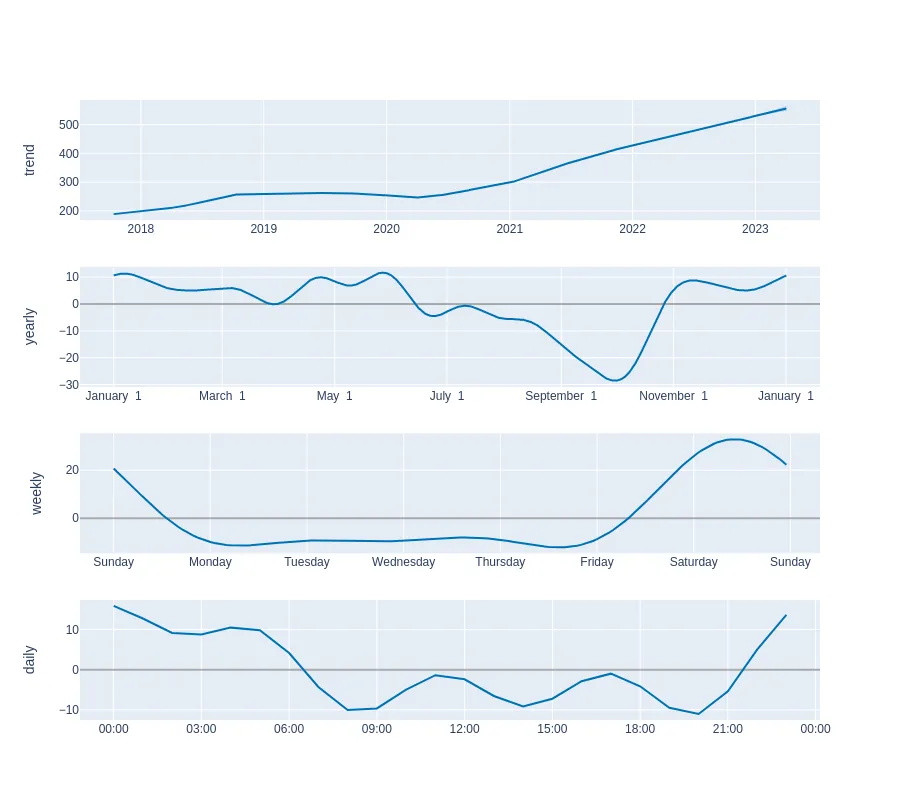 trend
500
400
300
200
2018 2019 2020 2021 2022 2023
yearly
10
0
−10
−20
−30
January 1 March 1 May 1 July 1 September 1 November 1 January 1
weekly
20
0
Sunday Monday Tuesday Wednesday Thursday Friday Saturday Sunday
daily
10
0
−10
00:00 03:00 06:00 09:00 12:00 15:00 18:00 21:00 00:00